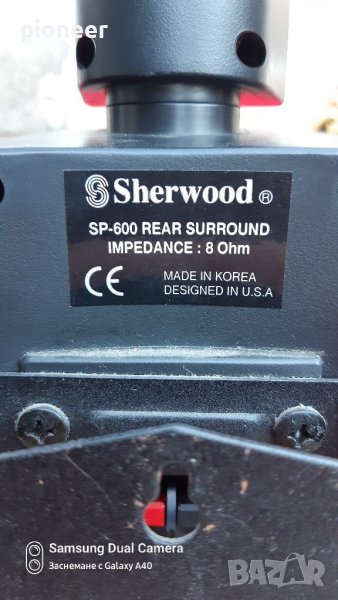 pioneer
Sherwood ®
SP-600 REAR SURROUND
IMPEDANCE : 8 Ohm
CE
MADE IN KOREA
DESIGNED IN U.S.A
Samsung Dual Camera
Заснемане с Galaxy A40
BAZAR